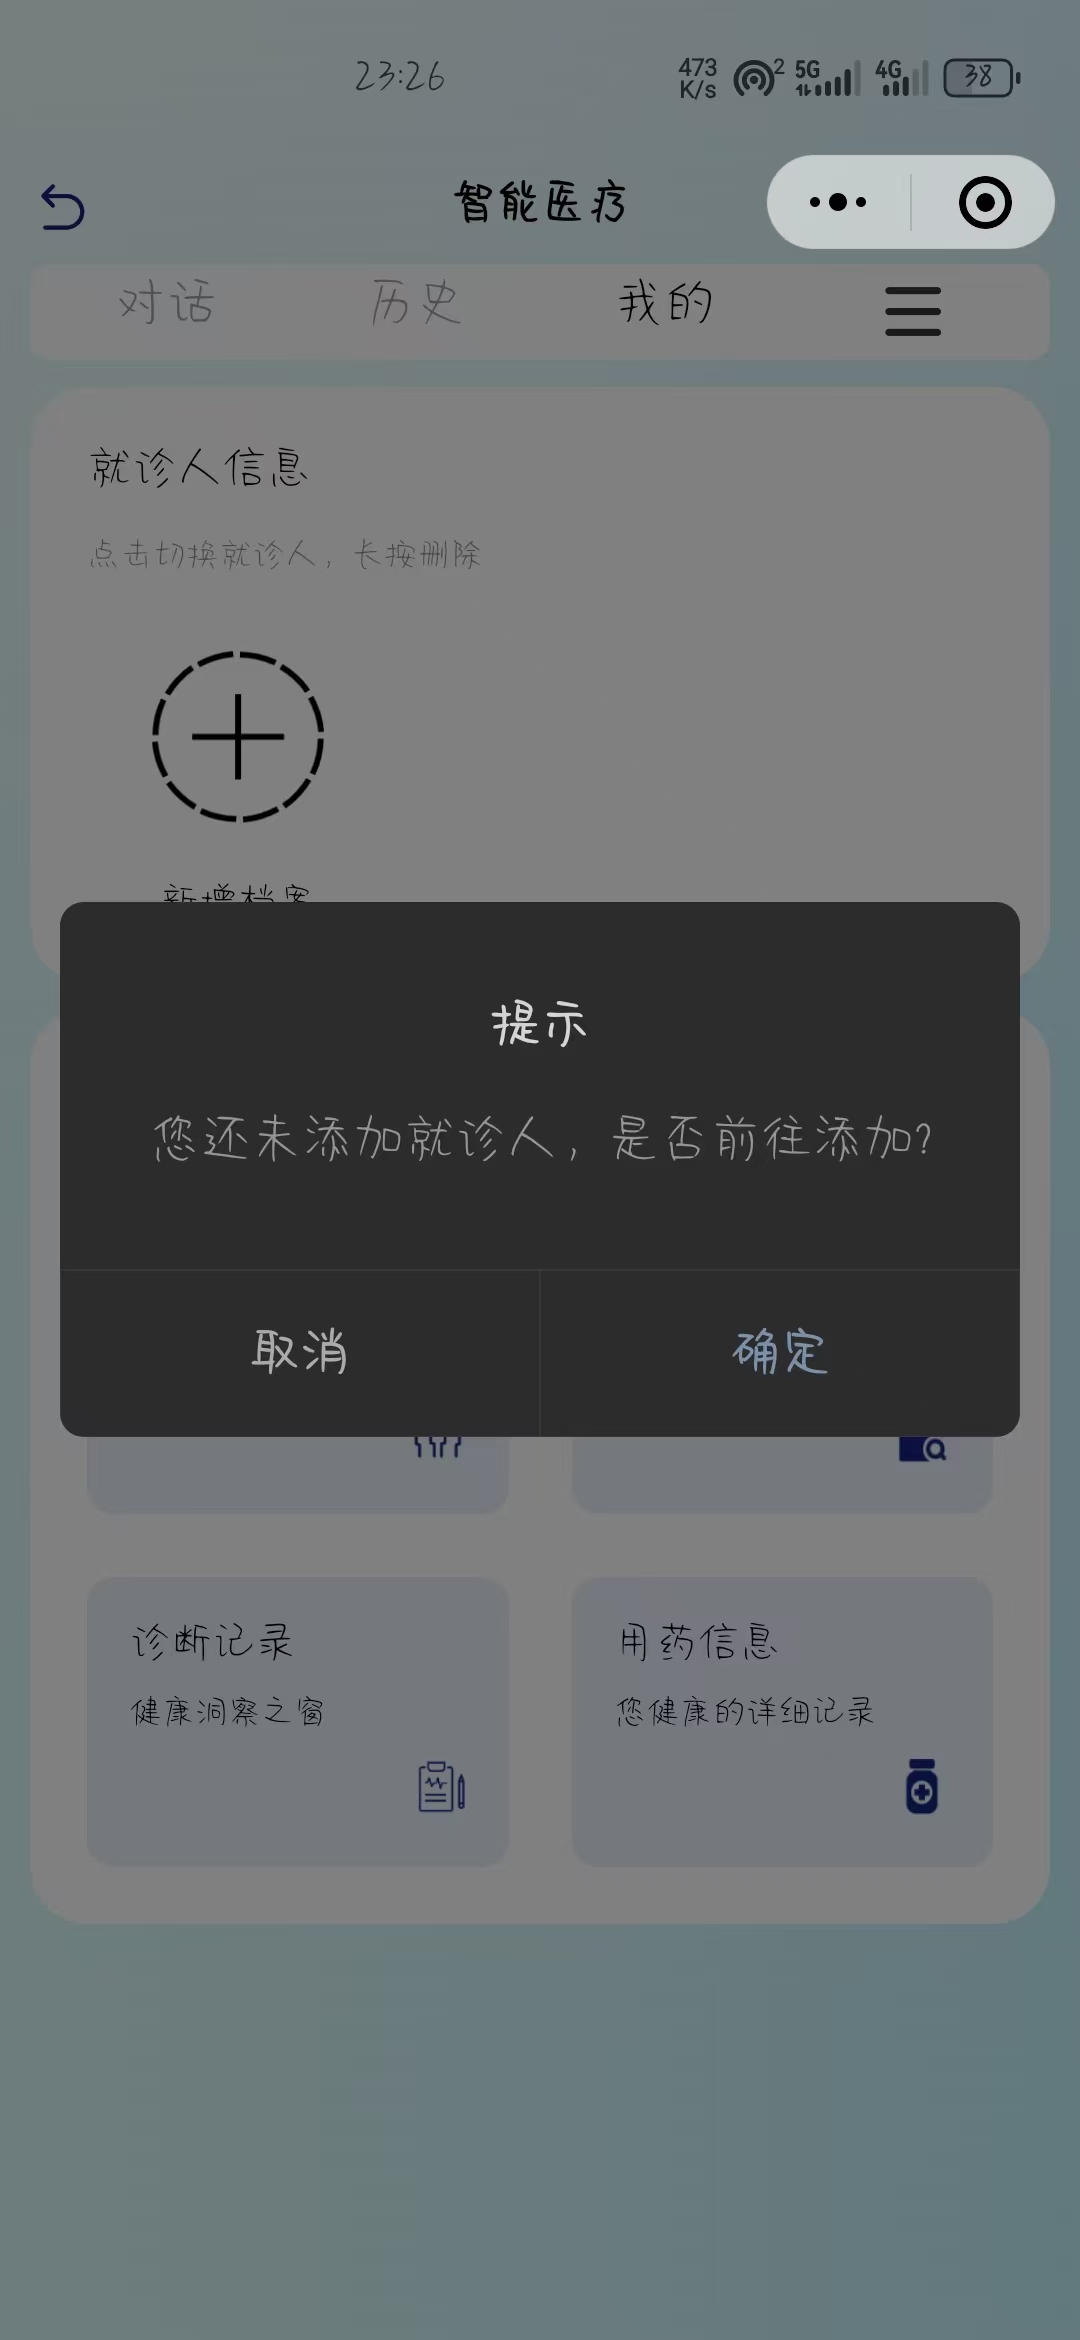 23:26
473 K/s
2
5G
4G
38
智能医疗
对话
历史
我的
就诊人信息
点击切换就诊人，长按删除
新增档案
提示
您还未添加就诊人，是否前往添加?
取消
确定
诊断记录
用药信息
健康洞察之窗
您健康的详细记录